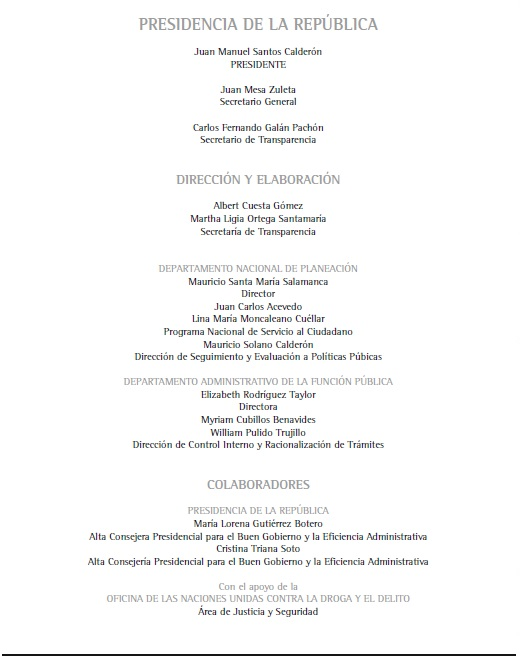 PRESIDENCIA DE LA REPÚBLICA
Juan Manuel Santos Calderón
PRESIDENTE
Juan Mesa Zuleta
Secretario General
Carlos Fernando Galán Pachón
Secretario de Transparencia
DIRECCIÓN Y ELABORACIÓN
Albert Cuesta Gómez
Martha Ligia Ortega Santamaría
Secretaría de Transparencia
DEPARTAMENTO NACIONAL DE PLANEACIÓN
Mauricio Santa María Salamanca
Director
Juan Carlos Acevedo
Lina María Moncaleano Cuéllar
Programa Nacional de Servicio al Ciudadano
Mauricio Solano Calderón
Dirección de Seguimiento y Evaluación a Políticas Púbicas
DEPARTAMENTO ADMINISTRATIVO DE LA FUNCIÓN PÚBLICA
Elizabeth Rodríguez Taylor
Directora
Myriam Cubillos Benavides
William Pulido Trujillo
Dirección de Control Interno y Racionalización de Trámites
COLABORADORES
PRESIDENCIA DE LA REPÚBLICA
María Lorena Gutiérrez Botero
Alta Consejera Presidencial para el Buen Gobierno y la Eficiencia Administrativa
Cristina Triana Soto
Alta Consejería Presidencial para el Buen Gobierno y la Eficiencia Administrativa
Con el apoyo de la
OFICINA DE LAS NACIONES UNIDAS CONTRA LA DROGA Y EL DELITO
Área de Justicia y Seguridad